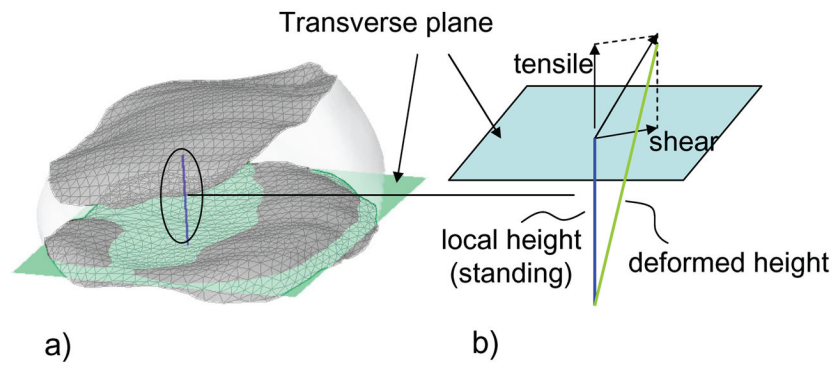 Transverse plane
tensile
shear
local height
(standing)
deformed height
a)
b)